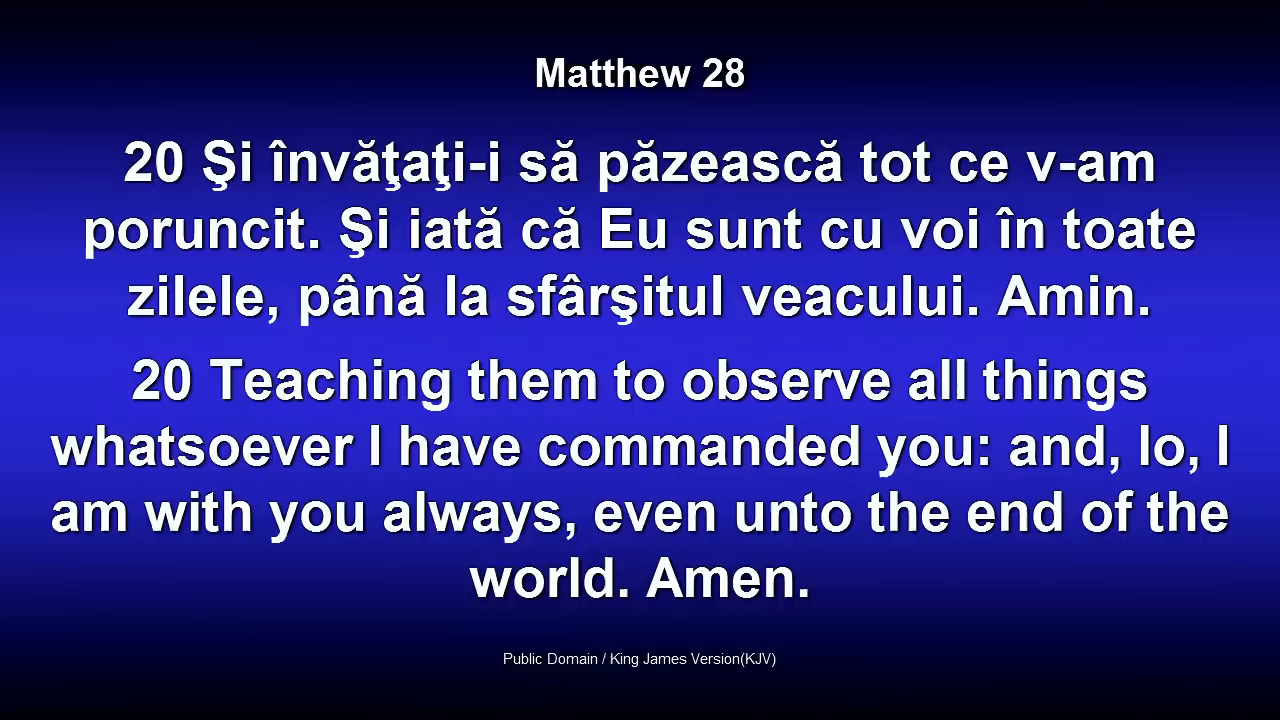 Matthew 28
20 Şi învăţaţi-i să păzească tot ce v-am
poruncit. Şi iată că Eu sunt cu voi în toate
zilele, până la sfârşitul veacului. Amin.
20 Teaching them to observe all things
whatsoever I have commanded you: and, lo, I
am with you always, even unto the end of the
world. Amen.
Public Domain / King James Version(KJV)